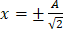 x = ± A/√2